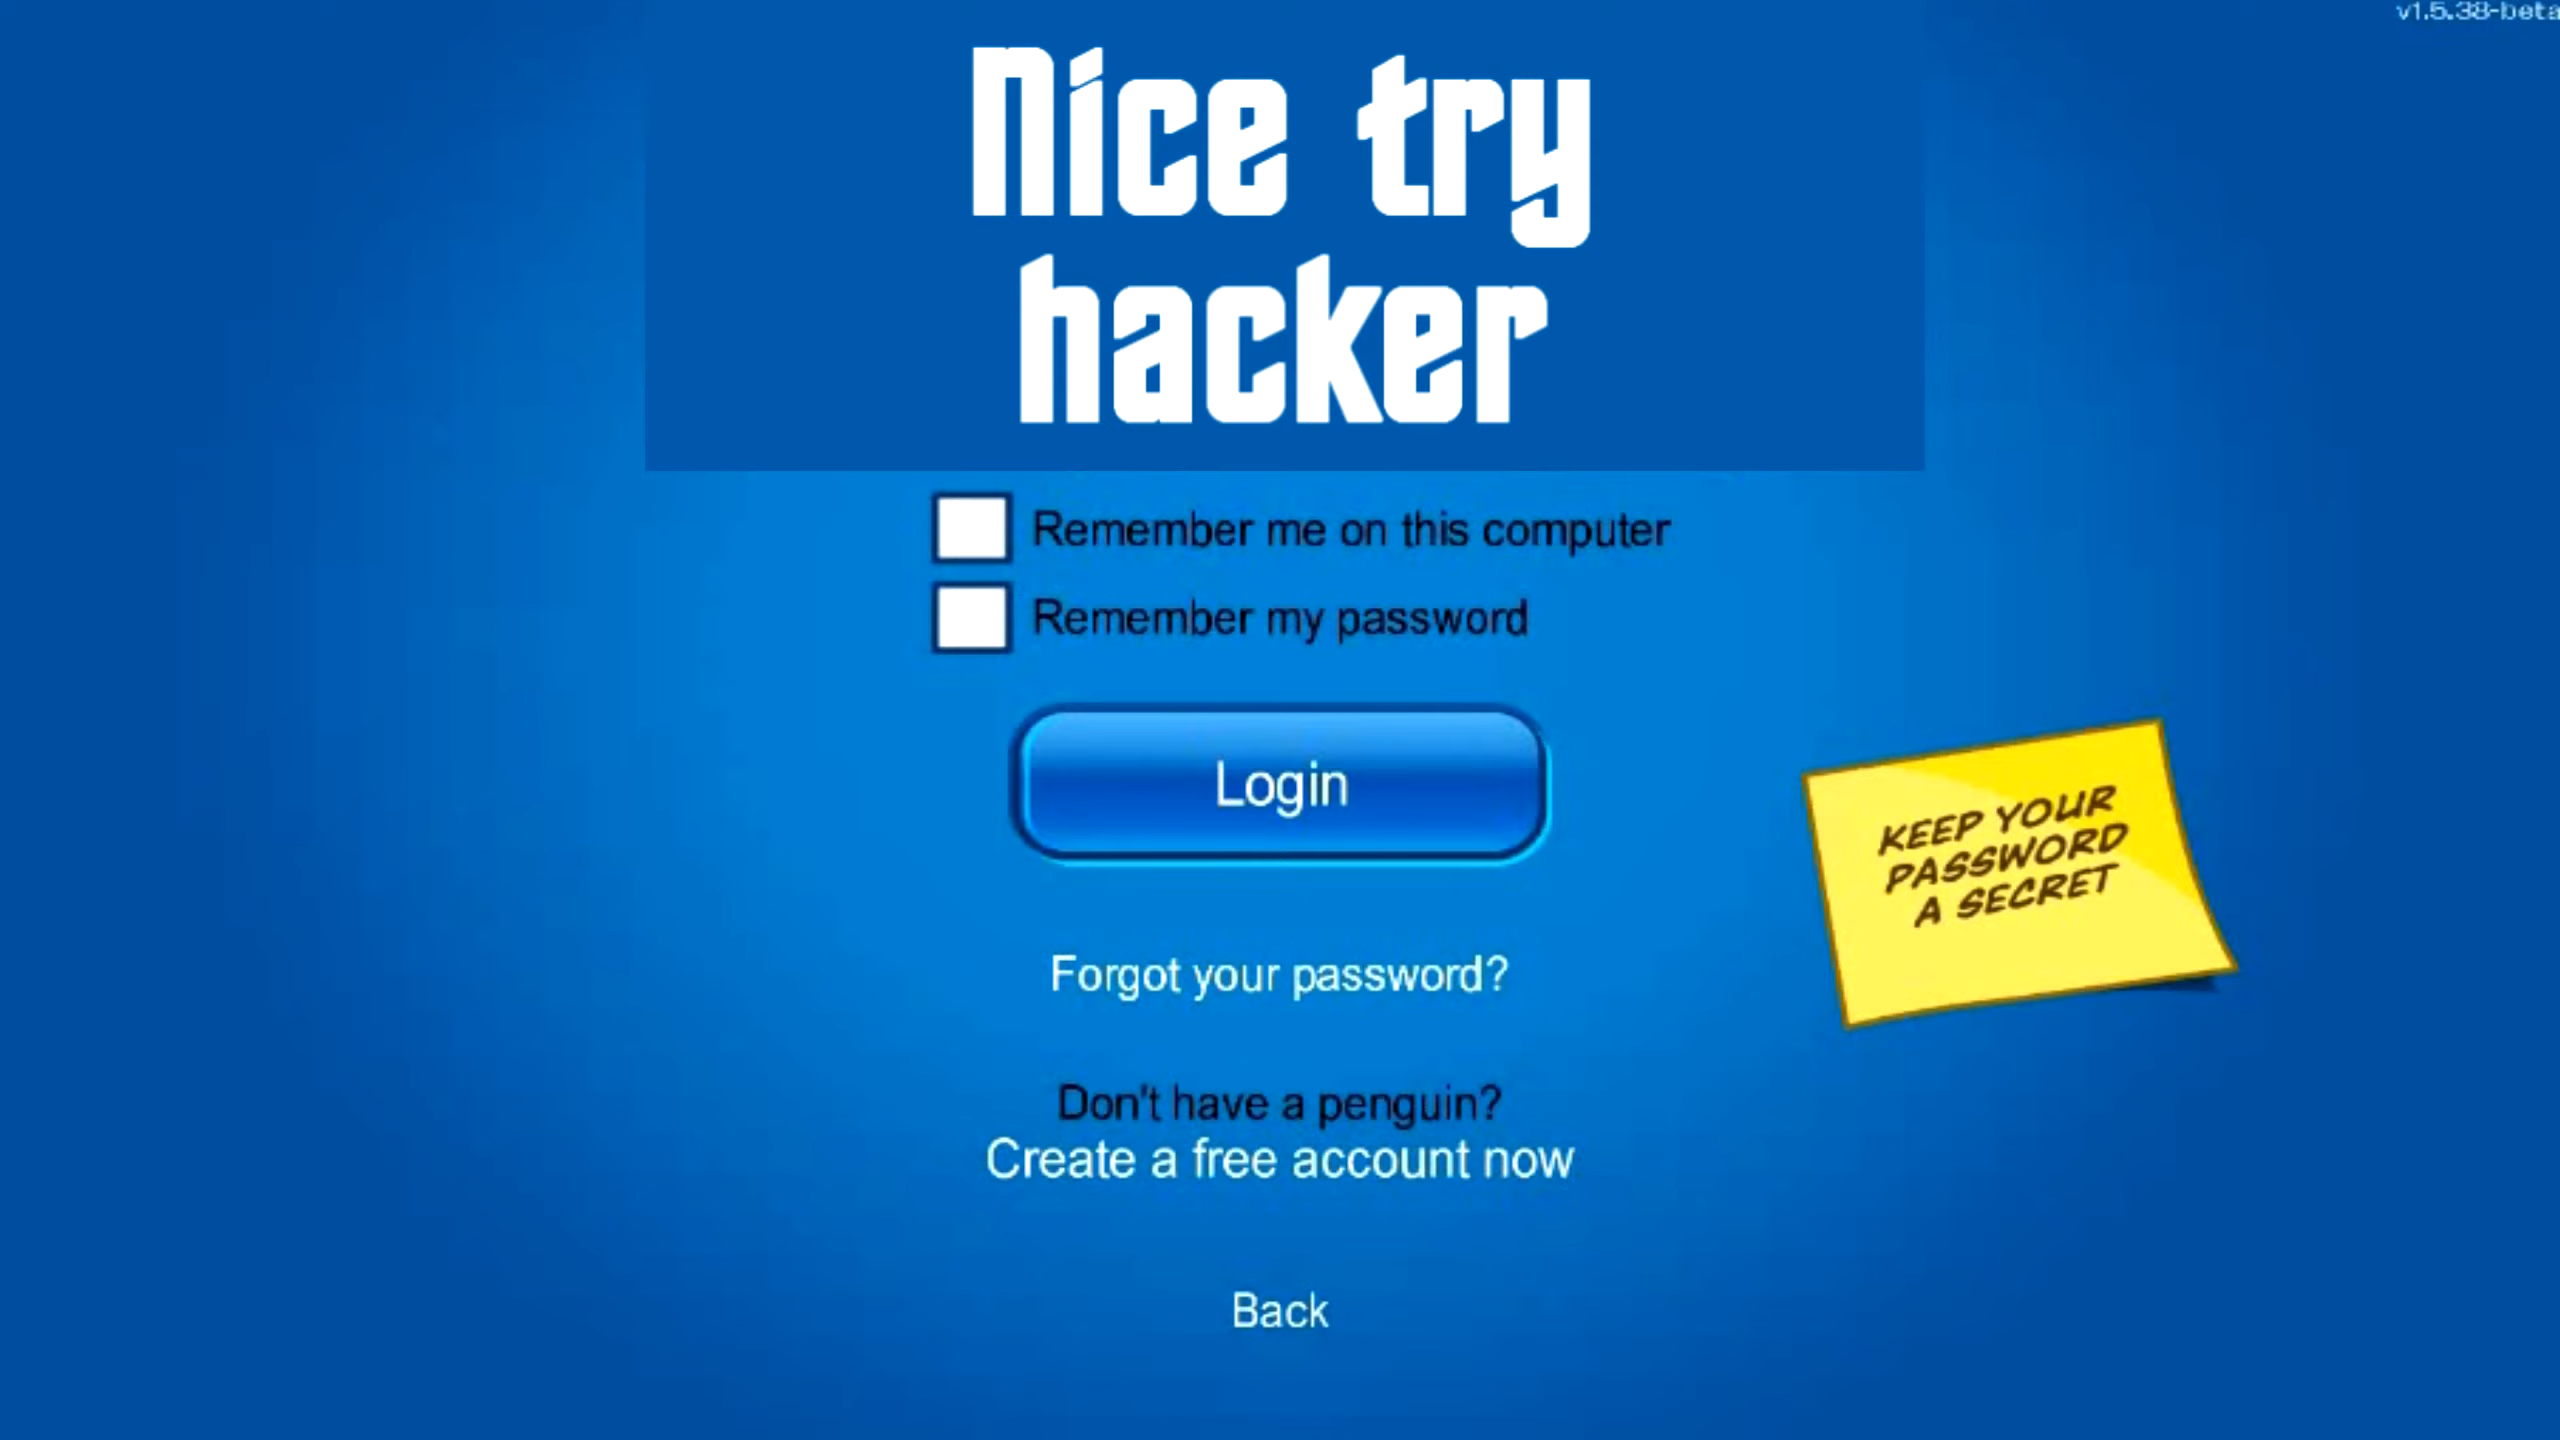 v1.5.38-beta
Nice try
hacker
Remember me on this computer
Remember my password
Login
KEEP YOUR
PASSWORD
A SECRET
Forgot your password?
Don't have a penguin?
Create a free account now
Back